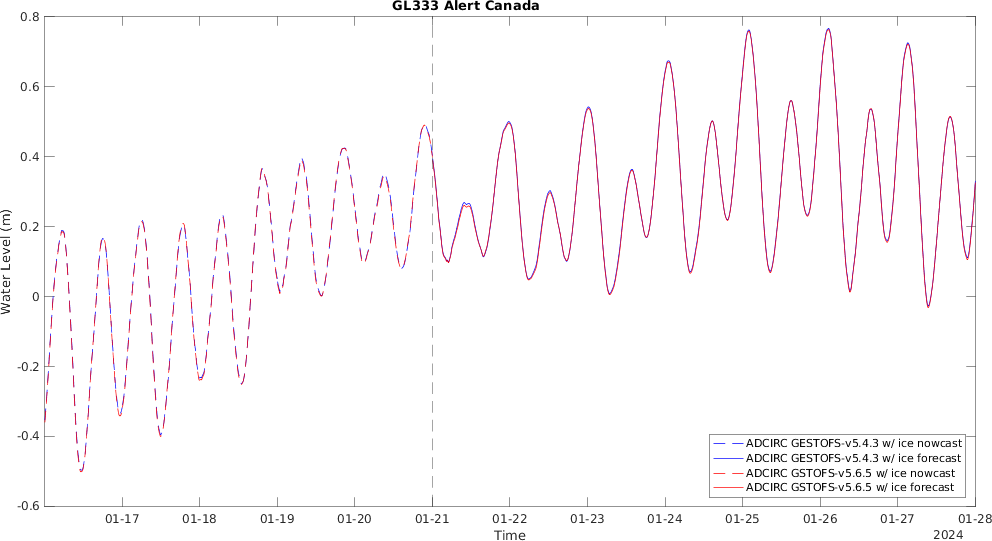 GL333 Alert Canada
0.8
0.6
0.4
0.2
0
-0.2
-0.4
-0.6
Water Level (m)
ADCIRC GESTOFS-v5.4.3 w/ ice nowcast
ADCIRC GESTOFS-v5.4.3 w/ ice forecast
ADCIRC GSTOFS-v5.6.5 w/ ice nowcast
ADCIRC GSTOFS-v5.6.5 w/ ice forecast
01-17 01-18 01-19 01-20 01-21 01-22 01-23 01-24 01-25 01-26 01-27 01-28
Time
2024